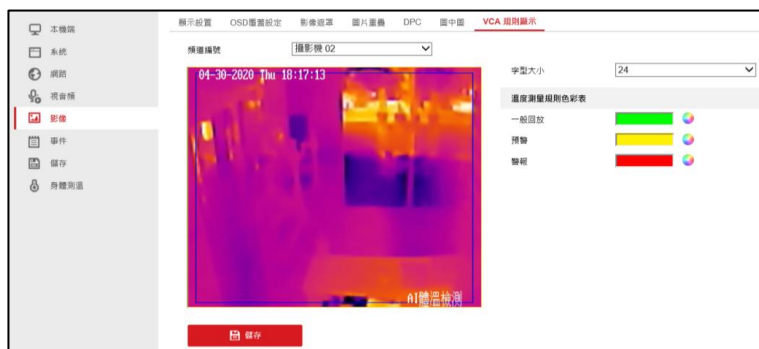 顯示設置 OSD覆蓋設定 影像遮罩 圖片重疊 DPC 圖中圖 VCA 規則顯示
本機端
系統
網路
視音頻
影像
事件
儲存
身體測溫
頻道編號 攝影機 02
04-30-2020 Thu 18:17:13
AI體溫檢測
儲存
字型大小 24
溫度測量規則色彩表
一般回放
預警
警報